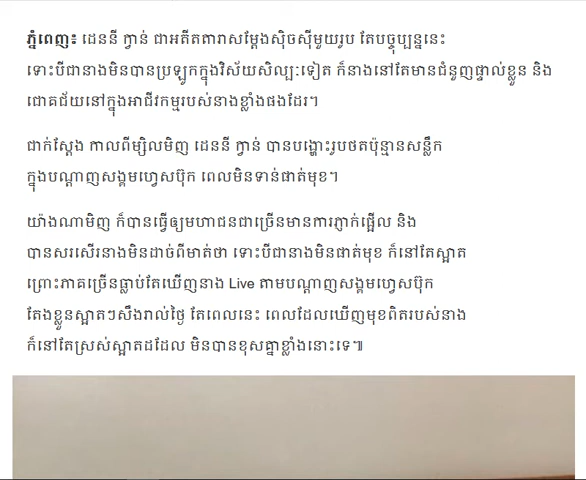 ភ្នំពេញ៖ ដេននី ក្វាន់ ជាអតីតតារាសម្ដែងស៊ិចស៊ីមួយរូប តែបច្ចុប្បន្ននេះ
ទោះបីជានាងមិនបានប្រឡូកក្នុងវិស័យសិល្បៈទៀត ក៏នាងនៅតែមានជំនួញផ្ទាល់ខ្លួន និង
ជោគជ័យនៅក្នុងអាជីវកម្មរបស់នាងខ្លាំងផងដែរ។
ជាក់ស្ដែង កាលពីម្សិលមិញ ដេននី ក្វាន់ បានបង្ហោះរូបថតប៉ុន្មានសន្លឹក
ក្នុងបណ្ដាញសង្គមហ្វេសប៊ុក ពេលមិនទាន់ផាត់មុខ។
យ៉ាងណាមិញ ក៏បានធ្វើឲ្យមហាជនជាច្រើនមានការភ្ញាក់ផ្អើល និង
បានសរសើរនាងមិនដាច់ពីមាត់ថា ទោះបីជានាងមិនផាត់មុខ ក៏នៅតែស្អាត
ព្រោះភាគច្រើនធ្លាប់តែឃើញនាង Live តាមបណ្ដាញសង្គមហ្វេសប៊ុក
តែងខ្លួនស្អាតៗសឹងរាល់ថ្ងៃ តែពេលនេះ ពេលដែលឃើញមុខពិតរបស់នាង
ក៏នៅតែស្រស់ស្អាតដដែល មិនបានខុសគ្នាខ្លាំងនោះទេ៕